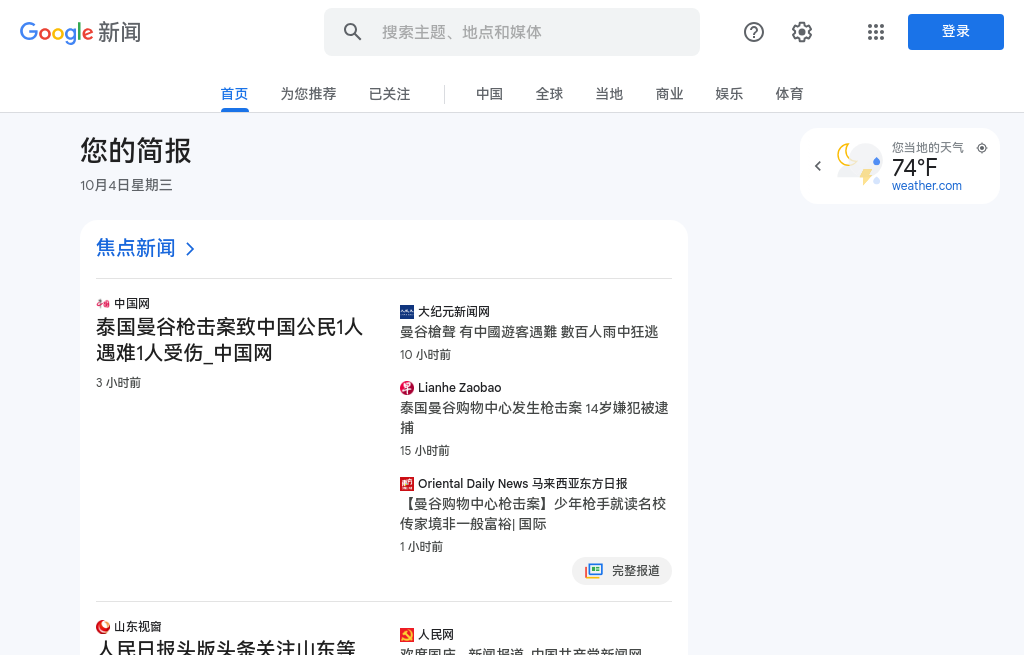 Google 新闻
搜索主题、地点和媒体
登录
首页 为您推荐 已关注 中国 全球 当地 商业 娱乐 体育
您的简报
10月4日星期三
您当地的天气
74°F
weather.com
焦点新闻
中国网
泰国曼谷枪击案致中国公民1人
遇难1人受伤_中国网
3 小时前
大纪元新闻网
曼谷槍聲 有中國遊客遇難 數百人雨中狂逃
10 小时前
Lianhe Zaobao
泰国曼谷购物中心发生枪击案 14岁嫌犯被逮
捕
15 小时前
Oriental Daily News 马来西亚东方日报
【曼谷购物中心枪击案】少年枪手就读名校
传家境非一般富裕| 国际
1 小时前
完整报道
山东视窗
人民日报头版头条关注山东等
人民网
欢度国庆--新闻报道-中国共产党新闻网